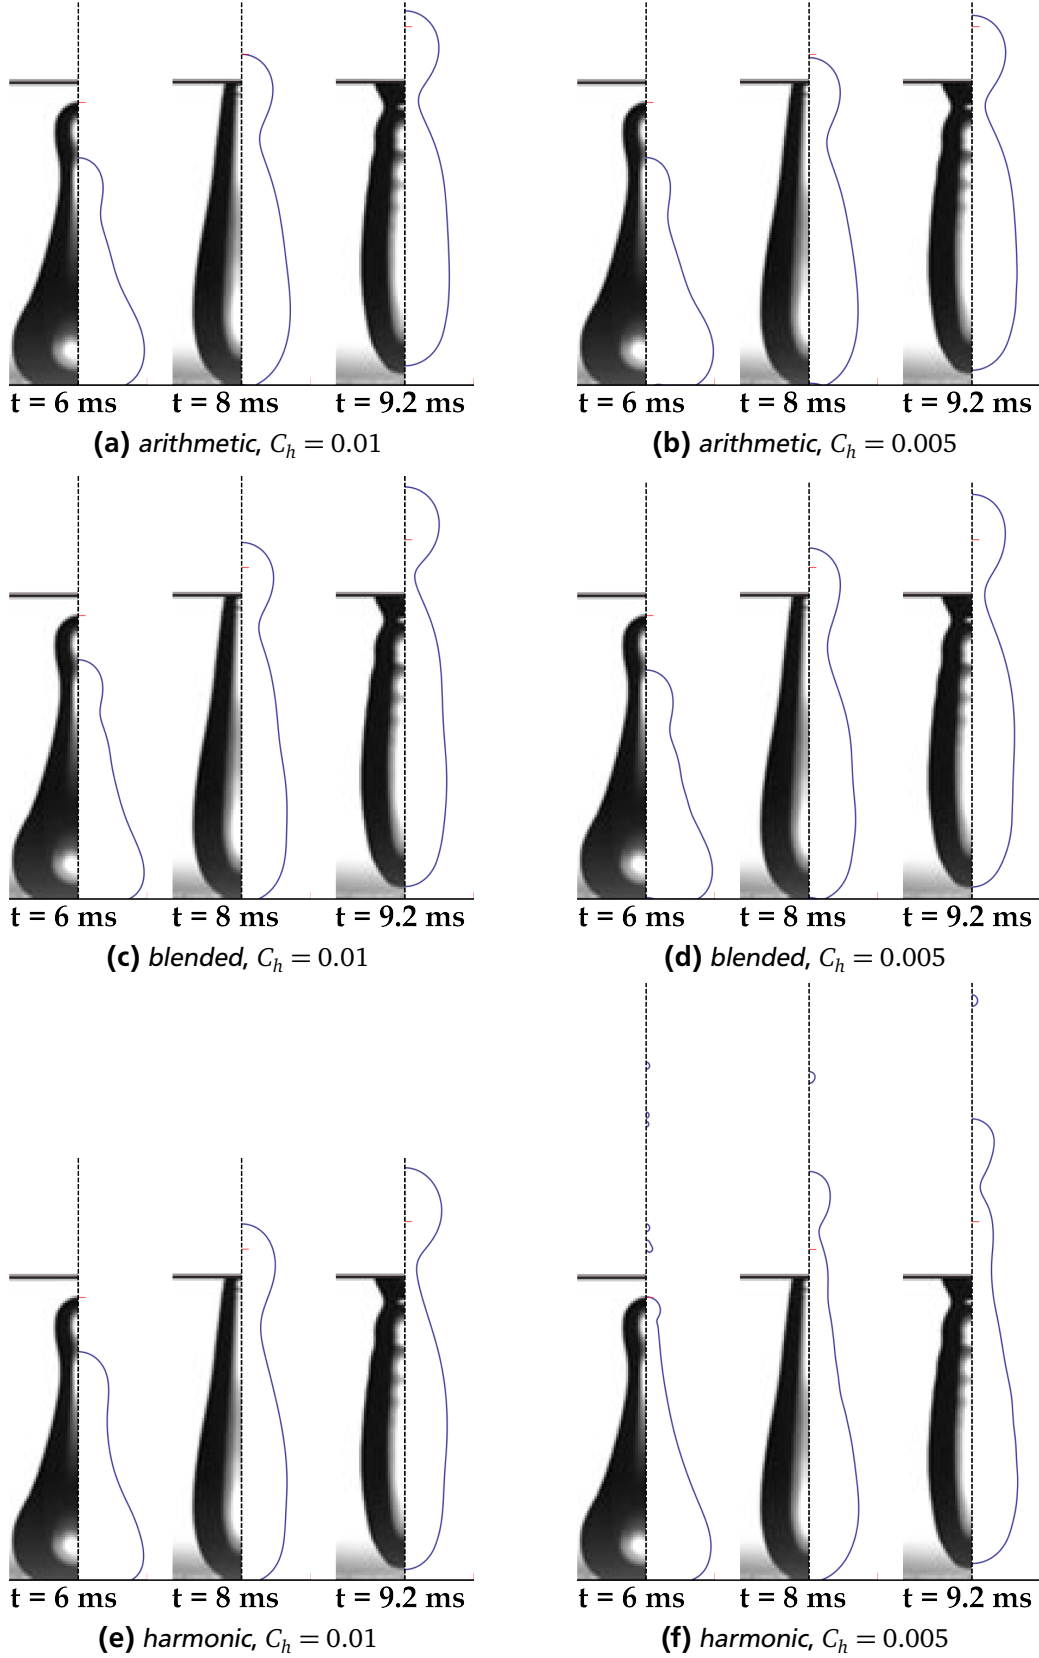 t = 6 ms t = 8 ms t = 9.2 ms t = 6 ms t = 8 ms t = 9.2 ms
(a) arithmetic, C_h = 0.01 (b) arithmetic, C_h = 0.005
t = 6 ms t = 8 ms t = 9.2 ms t = 6 ms t = 8 ms t = 9.2 ms
(c) blended, C_h = 0.01 (d) blended, C_h = 0.005
t = 6 ms t = 8 ms t = 9.2 ms t = 6 ms t = 8 ms t = 9.2 ms
(e) harmonic, C_h = 0.01 (f) harmonic, C_h = 0.005